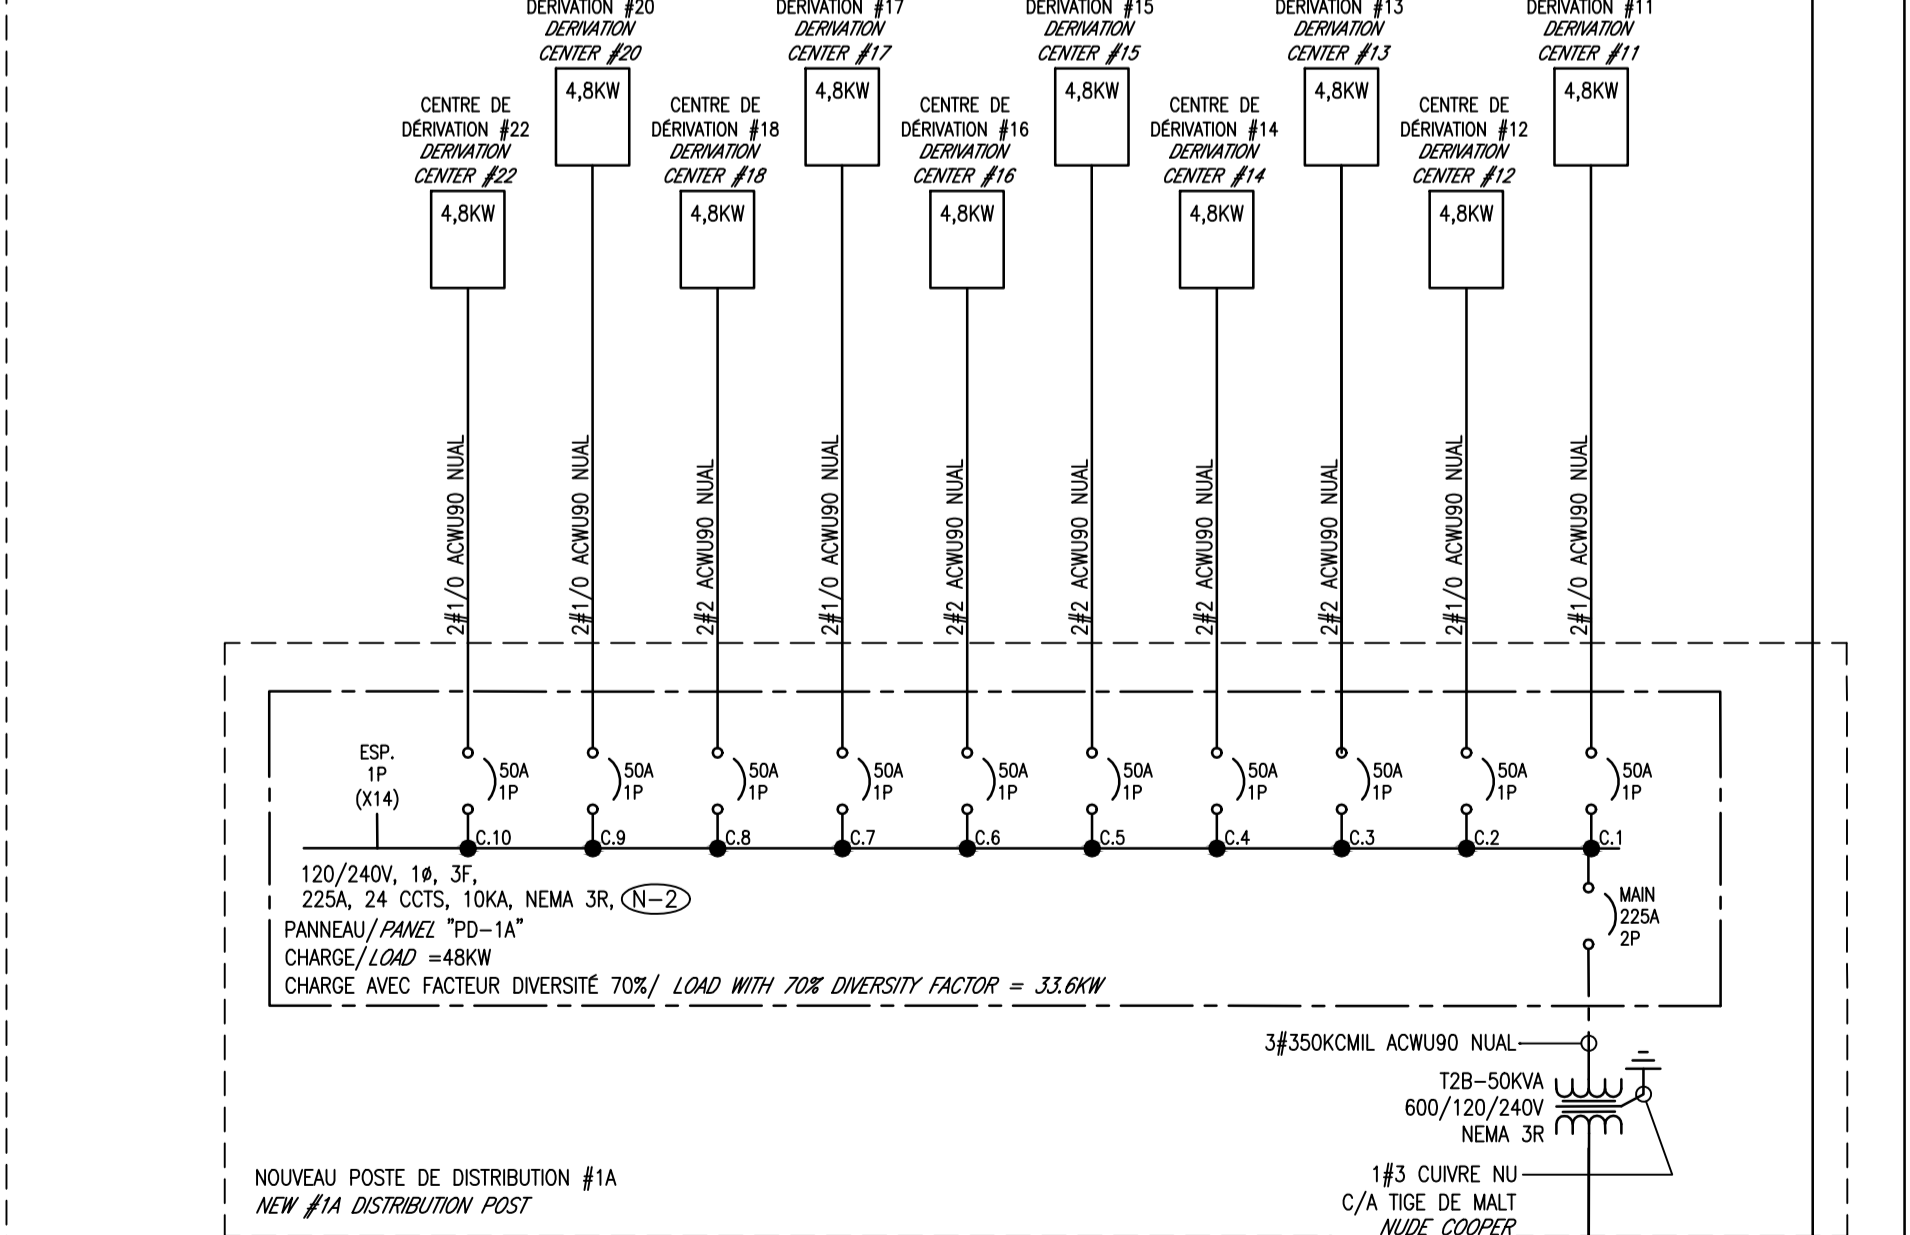 DÉRIVATION #20
DERIVATION
CENTER #20
4,8KW
DÉRIVATION #17
DERIVATION
CENTER #17
4,8KW
DÉRIVATION #15
DERIVATION
CENTER #15
4,8KW
DÉRIVATION #13
DERIVATION
CENTER #13
4,8KW
DÉRIVATION #11
DERIVATION
CENTER #11
4,8KW
CENTRE DE
DÉRIVATION #22
DERIVATION
CENTER #22
4,8KW
CENTRE DE
DÉRIVATION #18
DERIVATION
CENTER #18
4,8KW
CENTRE DE
DÉRIVATION #16
DERIVATION
CENTER #16
4,8KW
CENTRE DE
DÉRIVATION #14
DERIVATION
CENTER #14
4,8KW
CENTRE DE
DÉRIVATION #12
DERIVATION
CENTER #12
4,8KW
2#1/0 ACWU90 NUAL
2#1/0 ACWU90 NUAL
2#2 ACWU90 NUAL
2#1/0 ACWU90 NUAL
2#2 ACWU90 NUAL
2#2 ACWU90 NUAL
2#2 ACWU90 NUAL
2#2 ACWU90 NUAL
2#1/0 ACWU90 NUAL
2#1/0 ACWU90 NUAL
ESP.
1P
(X14)
50A
1P
C.10
50A
1P
C.9
50A
1P
C.8
50A
1P
C.7
50A
1P
C.6
50A
1P
C.5
50A
1P
C.4
50A
1P
C.3
50A
1P
C.2
50A
1P
C.1
120/240V, 1ø, 3F,
225A, 24 CCTS, 10KA, NEMA 3R, N-2
PANNEAU/PANEL "PD-1A"
CHARGE/LOAD =48KW
CHARGE AVEC FACTEUR DIVERSITÉ 70%/ LOAD WITH 70% DIVERSITY FACTOR = 33.6KW
MAIN
225A
2P
3#350KCMIL ACWU90 NUAL
T2B-50KVA
600/120/240V
NEMA 3R
1#3 CUIVRE NU
C/A TIGE DE MALT
NUDE COOPER
NOUVEAU POSTE DE DISTRIBUTION #1A
NEW #1A DISTRIBUTION POST